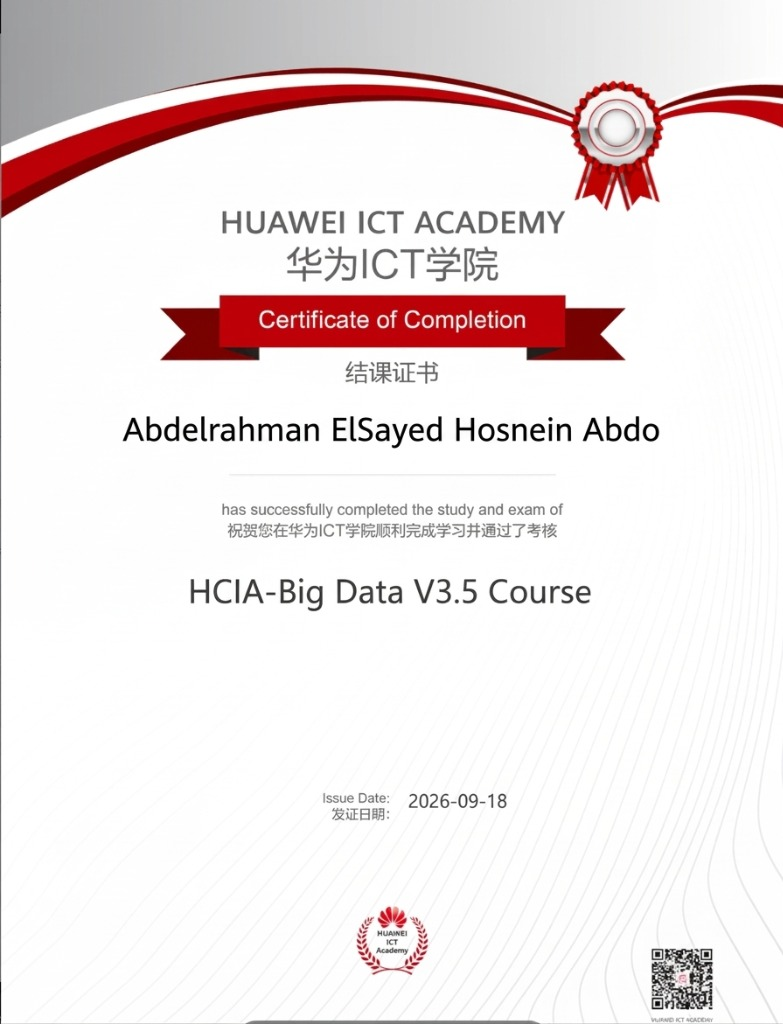 HUAWEI ICT ACADEMY
华为ICT学院
Certificate of Completion
结课证书
Abdelrahman ElSayed Hosnein Abdo
has successfully completed the study and exam of
祝贺您在华为ICT学院顺利完成学习并通过了考核
HCIA-Big Data V3.5 Course
Issue Date: 2026-09-18
发证日期:
HUAWEI
ICT
Academy
HUAWEI ICT ACADEMY